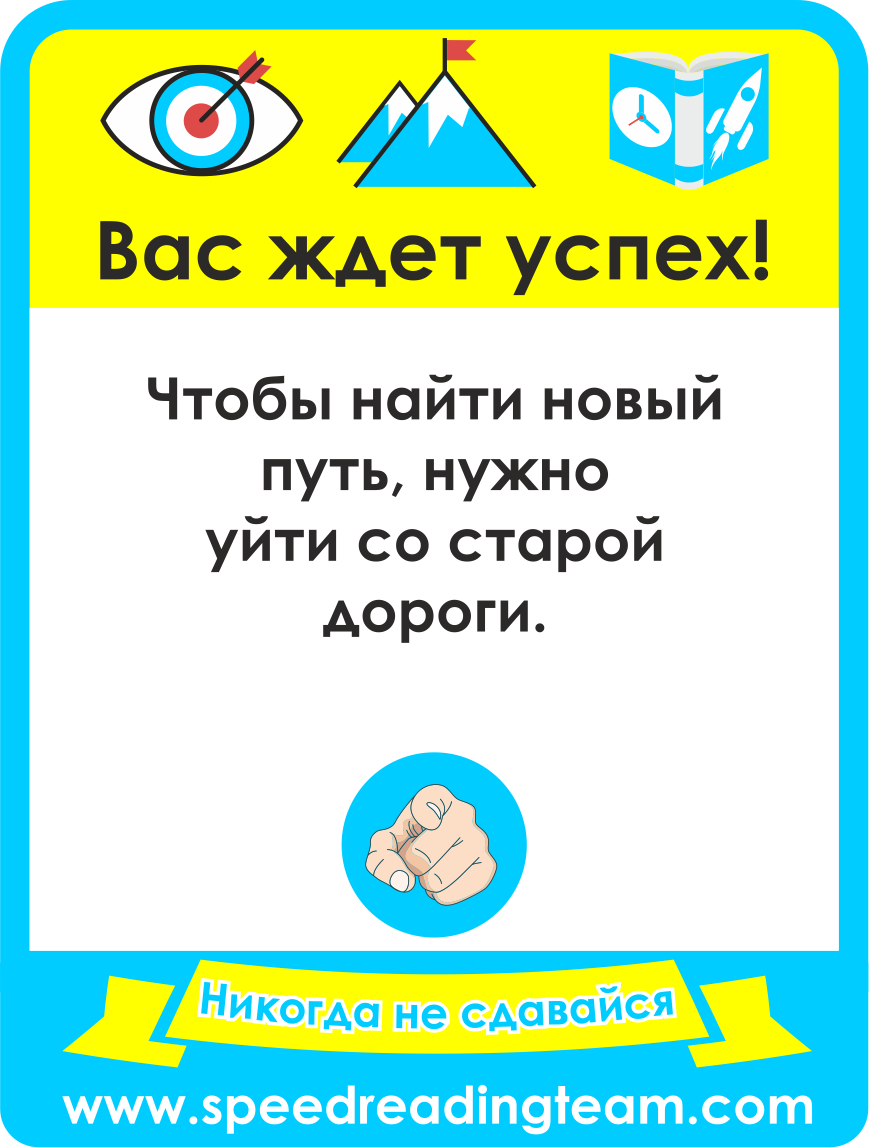 Вас ждет успех!
Чтобы найти новый
путь, нужно
уйти со старой
дороги.
Никогда не сдавайся
www.speedreadingteam.com